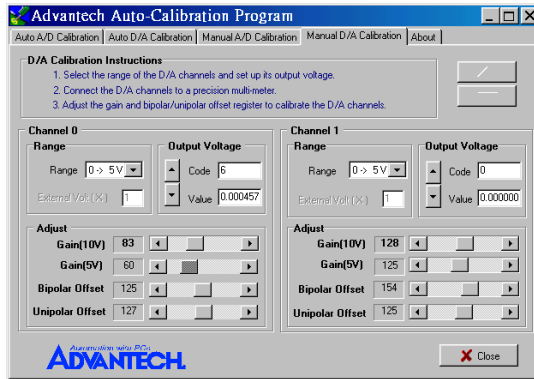 Advantech Auto-Calibration Program
Auto A/D Calibration Auto D/A Calibration Manual A/D Calibration Manual D/A Calibration About
D/A Calibration Instructions
1. Select the range of the D/A channels and set up its output voltage.
2. Connect the D/A channels to a precision multi-meter.
3. Adjust the gain and bipolar/unipolar offset register to calibrate the D/A channels.
Channel 0
Range
Range 0 -> 5 V
External Volt ( X ) 1
Output Voltage
Code 6
Value 0.000457
Adjust
Gain(10V) 83
Gain(5V) 60
Bipolar Offset 125
Unipolar Offset 127
Channel 1
Range
Range 0 -> 5 V
External Volt ( X ) 1
Output Voltage
Code 0
Value 0.000000
Adjust
Gain(10V) 128
Gain(5V) 125
Bipolar Offset 154
Unipolar Offset 125
Automation with PCs
ADVANTECH.
Close